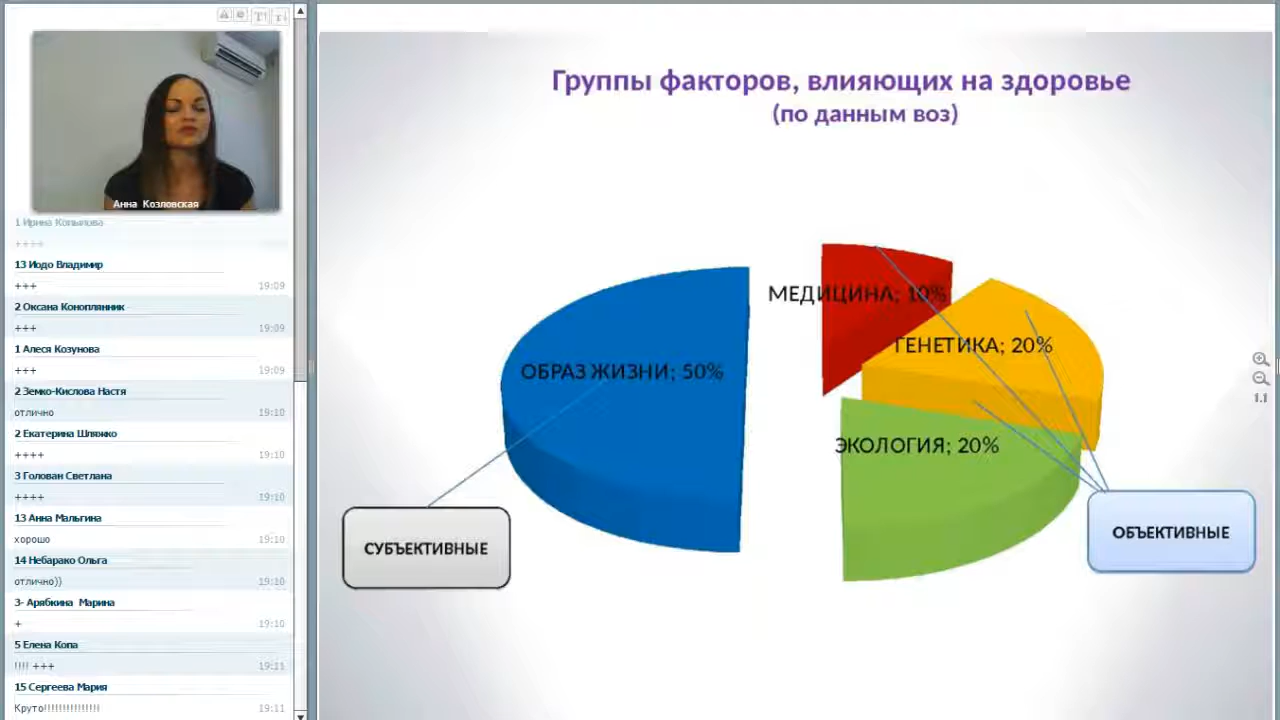 Анна Козловская
1 Ирина Копылова
++++
13 Иодо Владимир
+++ 19:09
2 Оксана Коноплянник
+++ 19:09
1 Алеся Козунова
+++ 19:09
2 Земко-Кислова Настя
отлично 19:10
2 Екатерина Шляжко
++++ 19:10
3 Голован Светлана
++++ 19:10
13 Анна Мальгина
хорошо 19:10
14 Небарако Ольга
отлично)) 19:10
3- Арябкина Марина
+ 19:10
5 Елена Копа
!!!! +++ 19:11
15 Сергеева Мария
Круто!!!!!!!!!!!!!!! 19:11
Группы факторов, влияющих на здоровье
(по данным воз)
МЕДИЦИНА; 10%
ГЕНЕТИКА; 20%
ОБРАЗ ЖИЗНИ; 50%
ЭКОЛОГИЯ; 20%
СУБЪЕКТИВНЫЕ
ОБЪЕКТИВНЫЕ
1.1